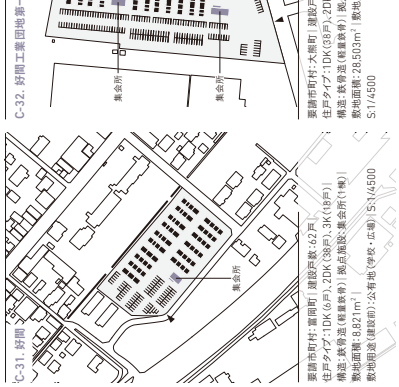 C-32. 好間工業団地第一
集会所
集会所
要請市町村：大熊町｜建設戸
住戸タイプ：1DK（38戸）、2DK
構造：鉄骨造（軽量鉄骨）｜拠
敷地面積：28,503m²｜敷地
S：1/4500
C-31. 好間
集会所
要請市町村：富岡町｜建設戸数：62戸
住戸タイプ：1DK（6戸）、2DK（38戸）、3K（18戸）｜
構造：鉄骨造（軽量鉄骨）｜拠点施設：集会所（1棟）｜
敷地面積：8,821m²｜
敷地用途（建設前）：公有地（学校・広場）｜S：1/4500